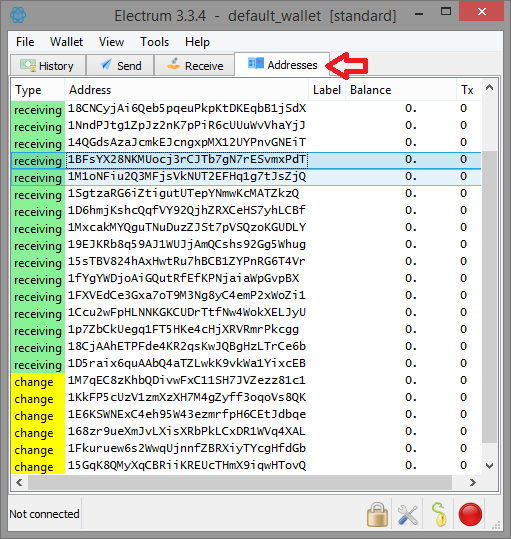 Electrum 3.3.4 - default_wallet [standard]
File Wallet View Tools Help
History Send Receive Addresses
Type Address Label Balance Tx
receiving 18CNCyjAi6Qeb5pqeuPkpKtDKEqbB1jSdX 0. 0
receiving 1NndPJtg1ZpJz2nK7pPiR6cUUuWvVhaYjJ 0. 0
receiving 14QGdsAzaJcmkEJcngxpMX12UYPnvGNEiT 0. 0
receiving 1BFsYX28NKMUocj3rCJTb7gN7rESvmxPdT 0. 0
receiving 1M1oNFiu2Q3MFjsVkNUT2EFHq1g7tJsZjQ 0. 0
receiving 1SgtzaRG6iZtigutUTepYNmwKcMATZkzQ 0. 0
receiving 1D6hmjKshcQqfVY92QjhZRXCeHS7yhLCBf 0. 0
receiving 1MxcakMYQguTNuDuzZJSt7pVSQzoKGUDLY 0. 0
receiving 19EJKRb8q59AJ1WUJjAmQCshs92Gg5Whug 0. 0
receiving 15sTBV824hAxHwtRu7hBCB1ZYPnRG6T4Vr 0. 0
receiving 1fYgYWDjoAiGQutRfEfKPNjaiaWpGvpBX 0. 0
receiving 1FXVEdCe3Gxa7oT9M3Ng8yC4emP2xWoZi1 0. 0
receiving 1Ccu2wFpHLNNKGKCUDrTtfNw4WokXELJyU 0. 0
receiving 1p7ZbCkUegq1FT5HKe4cHjXRVRmrPkcgg 0. 0
receiving 18CjAAhETPFde4KR2qsKwJQBgHzLTrCe6b 0. 0
receiving 1D5raix6quAAbQ4aTZLwkK9vkWa1YixcEB 0. 0
change 1M7qEC8zKhbQDivwFxC11SH7JVZezz81c1 0. 0
change 1KkFP5cUzV1zmXzXH7M4gZyff3oqoVs8QK 0. 0
change 1E6KSWNExC4eh95W43ezmrfpH6CEtJdbqe 0. 0
change 168zr9ueXmJvLXisXRbPkLCxDR1WVq4XAL 0. 0
change 1Fkuruew6s2WwqUjnnfZBRXiyTYcgHfdGb 0. 0
change 15GqK8QMyXqCBRiiKREUcTHmX9iqwHTovQ 0. 0
Not connected